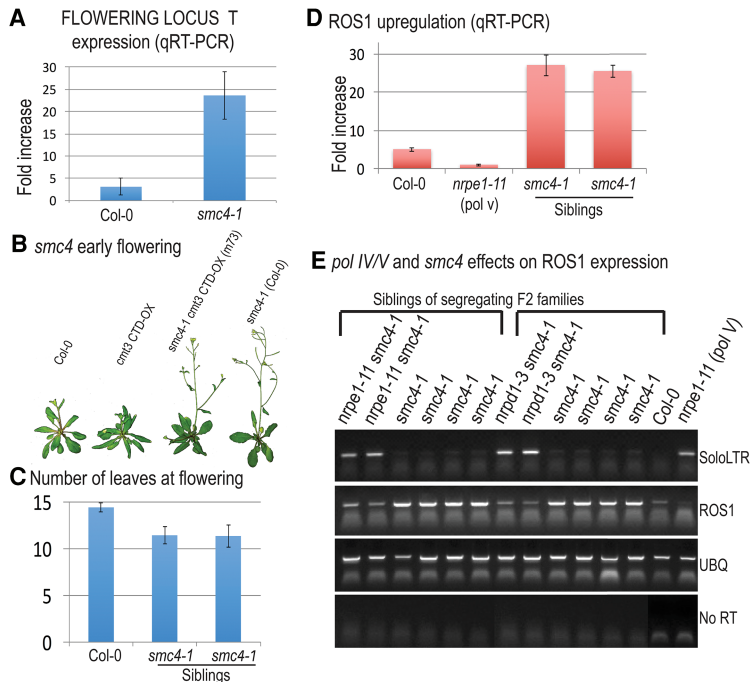 A
FLOWERING LOCUS T
expression (qRT-PCR)
Fold increase
30
25
20
15
10
5
0
Col-0
smc4-1
B smc4 early flowering
Col-0
cmt3 CTD-OX
smc4-1 cmt3 CTD-OX (m73)
smc4-1 (Col-0)
C Number of leaves at flowering
15
10
5
0
Col-0
smc4-1
smc4-1
Siblings
D ROS1 upregulation (qRT-PCR)
Fold increase
30
20
10
0
Col-0
nrpe1-11
(pol v)
smc4-1
smc4-1
Siblings
E pol IV/V and smc4 effects on ROS1 expression
Siblings of segregating F2 families
nrpe1-11 smc4-1
nrpe1-11 smc4-1
smc4-1
smc4-1
smc4-1
smc4-1
nrpd1-3 smc4-1
nrpd1-3 smc4-1
smc4-1
smc4-1
smc4-1
smc4-1
Col-0
nrpe1-11 (pol V)
SoloLTR
ROS1
UBQ
No RT